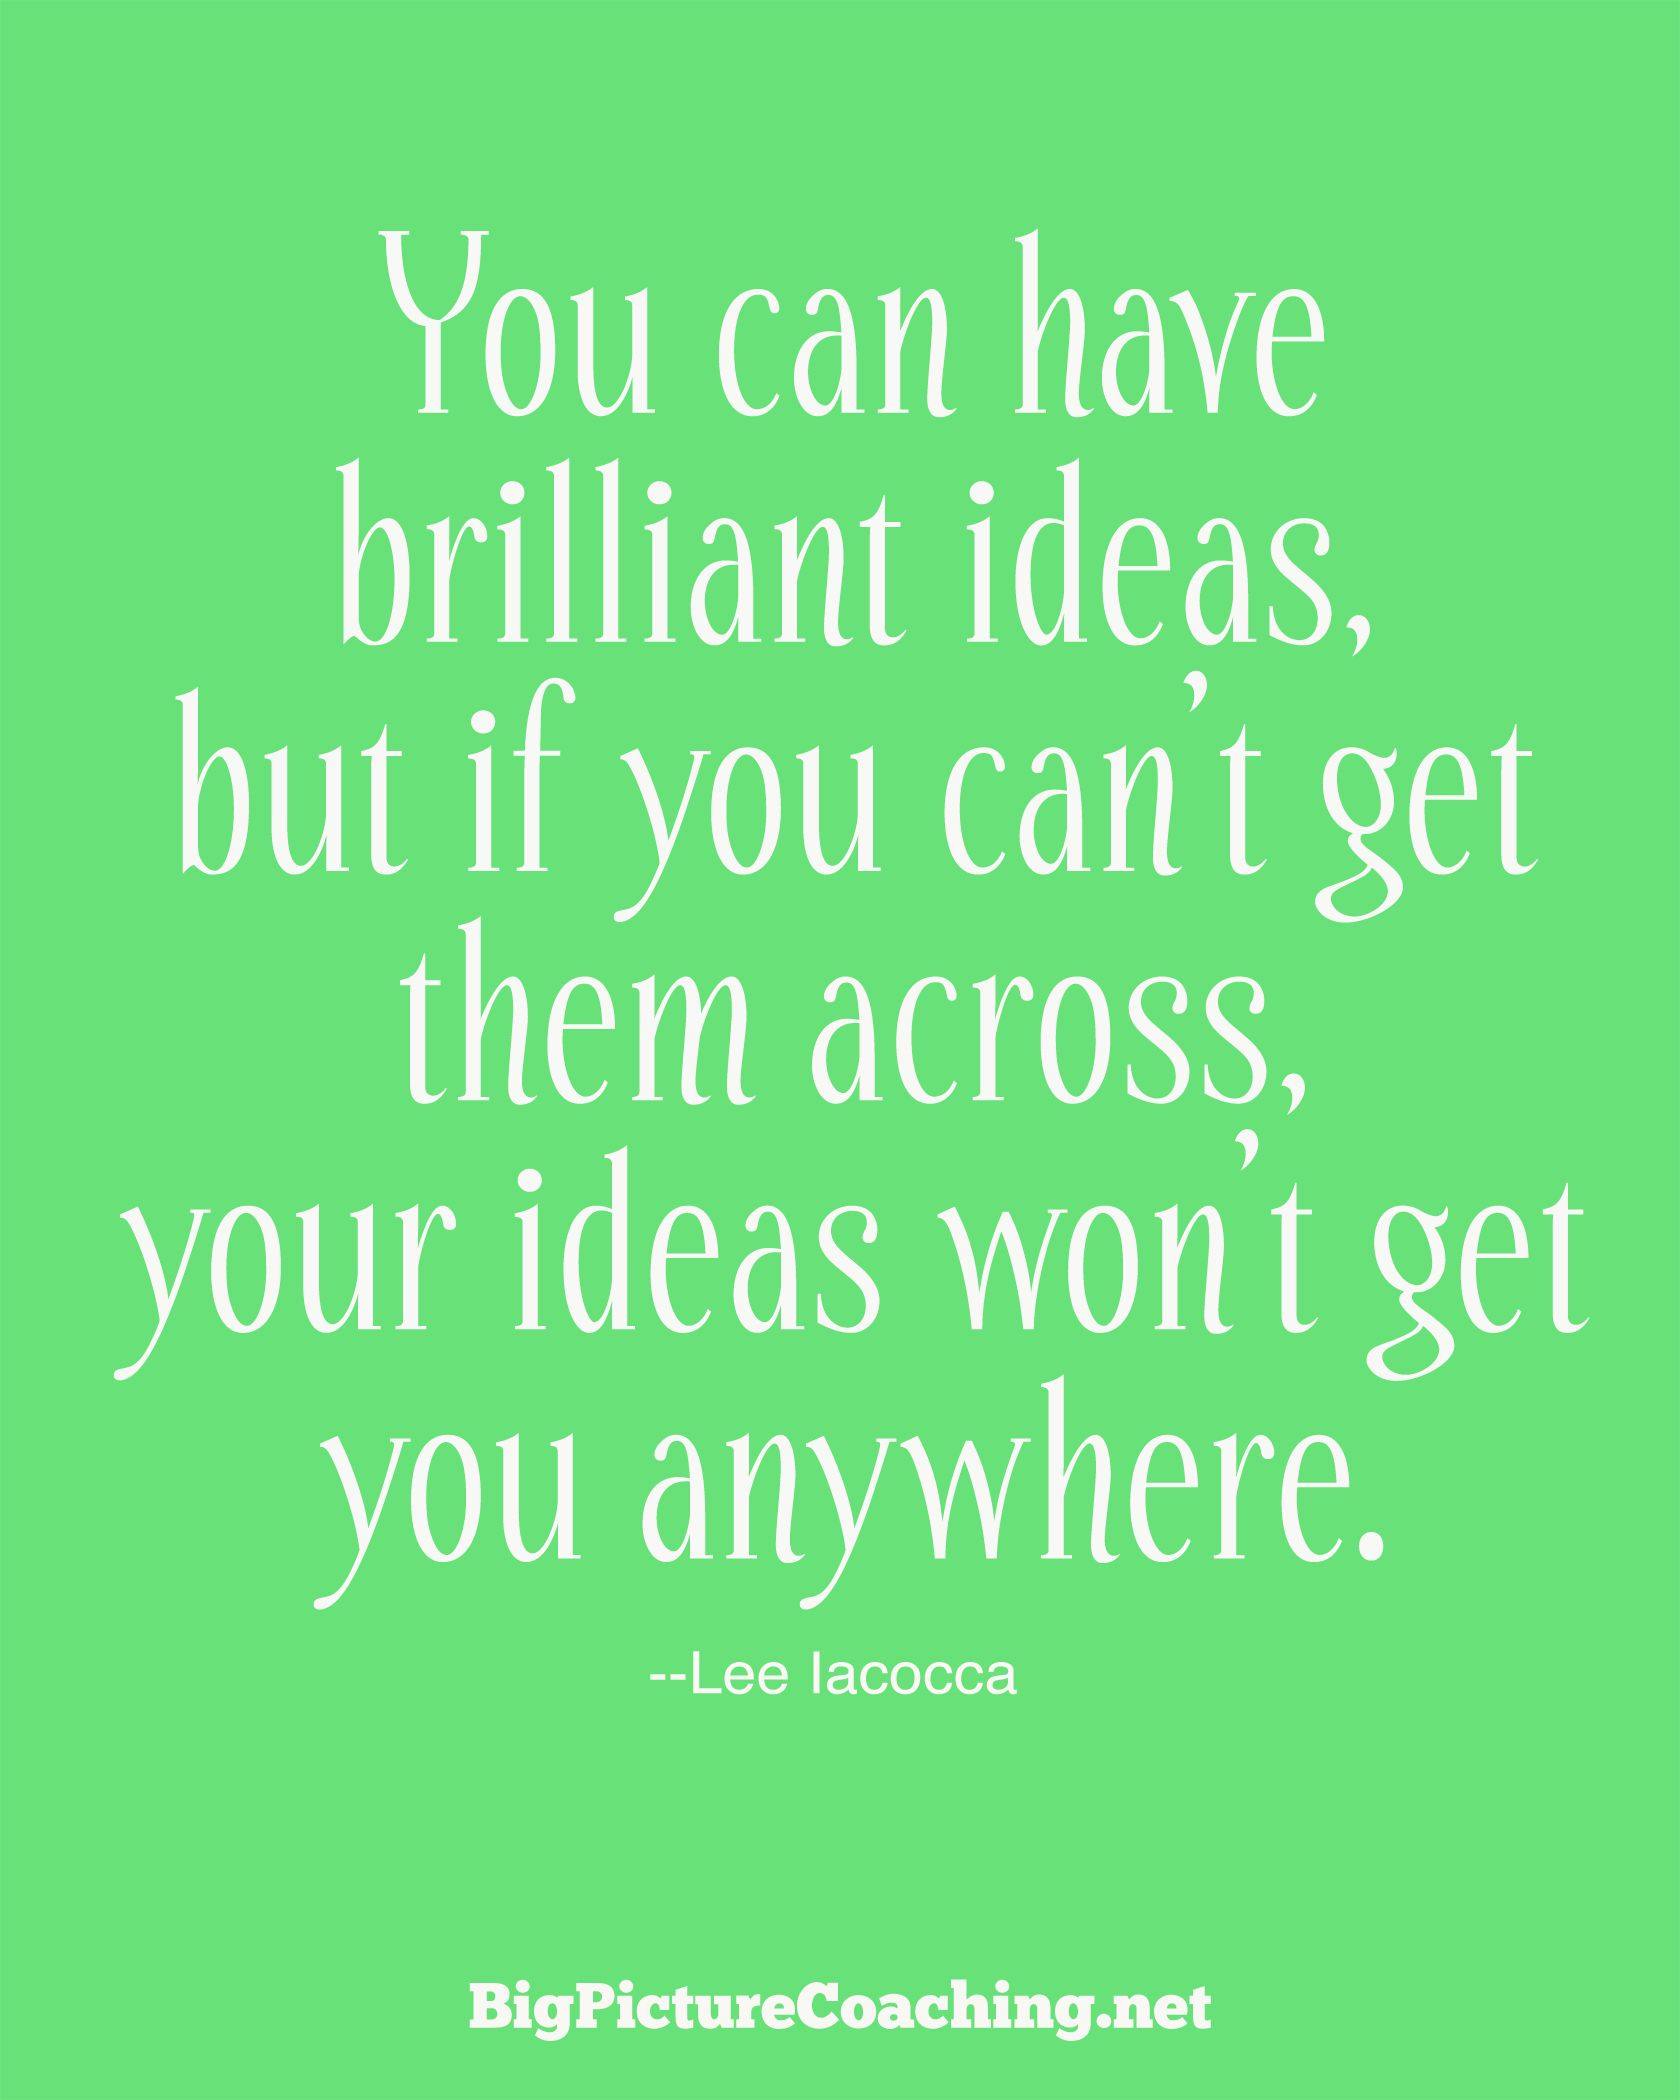 You can have
brilliant ideas,
but if you can't get
them across,
your ideas won't get
you anywhere.
--Lee Iacocca
BigPictureCoaching.net